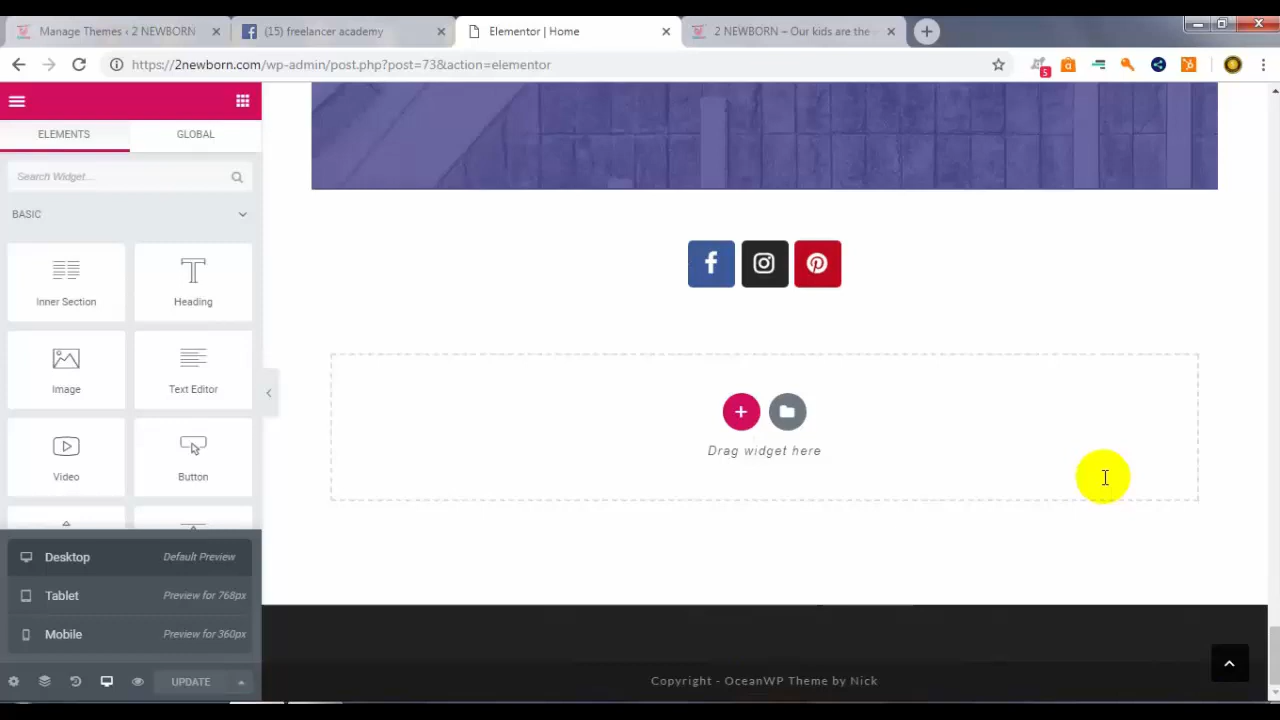 Manage Themes ‹ 2 NEWBORN
(15) freelancer academy
Elementor | Home
2 NEWBORN – Our kids are the
https://2newborn.com/wp-admin/post.php?post=73&action=elementor
ELEMENTS
GLOBAL
Search Widget...
BASIC
Inner Section
Heading
Image
Text Editor
Video
Button
Desktop
Default Preview
Tablet
Preview for 768px
Mobile
Preview for 360px
UPDATE
Drag widget here
Copyright - OceanWP Theme by Nick